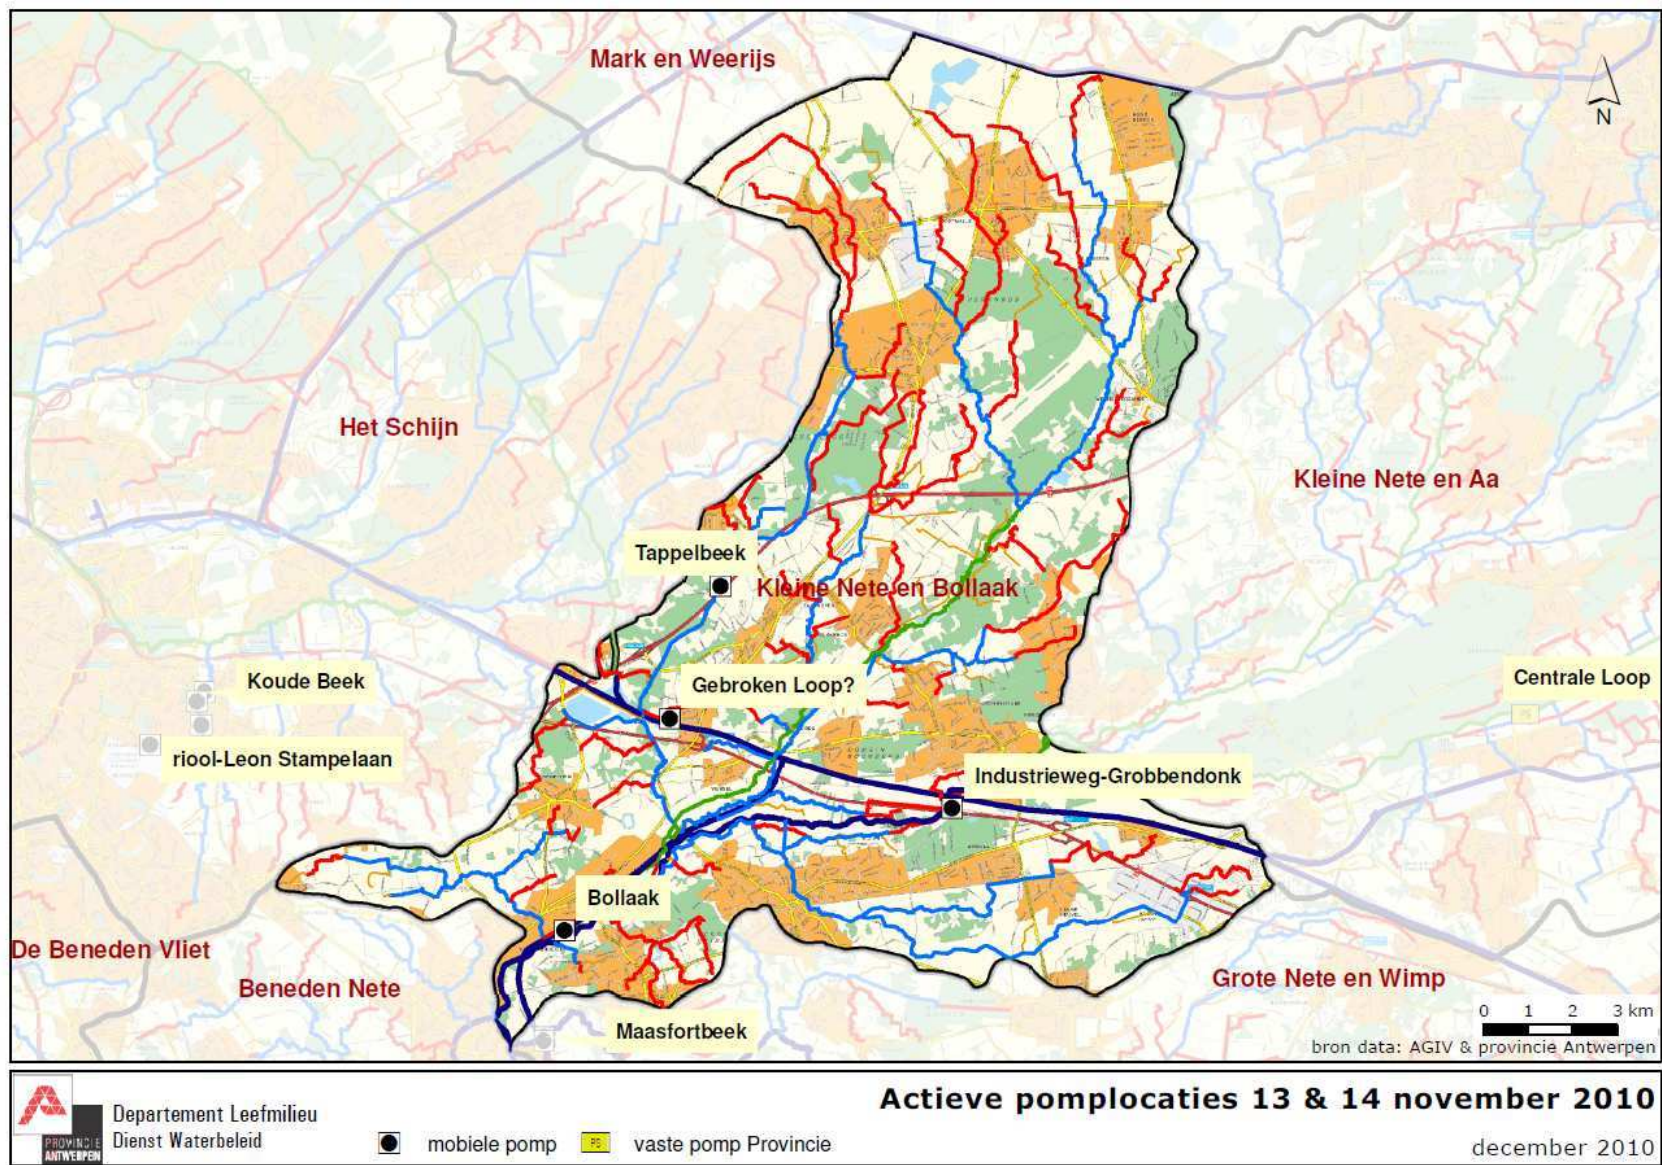 Mark en Weerijs
N
Het Schijn
Kleine Nete en Aa
Tappelbeek
Kleine Nete en Bollaak
Koude Beek
Gebroken Loop?
Centrale Loop
riool-Leon Stampelaan
Industrieweg-Grobbendonk
Bollaak
De Beneden Vliet
Beneden Nete
Grote Nete en Wimp
Maasfortbeek
0 1 2 3 km
bron data: AGIV & provincie Antwerpen
PROVINCIE
ANTWERPEN
Departement Leefmilieu
Dienst Waterbeleid
mobiele pomp
PS
vaste pomp Provincie
Actieve pomplocaties 13 & 14 november 2010
december 2010